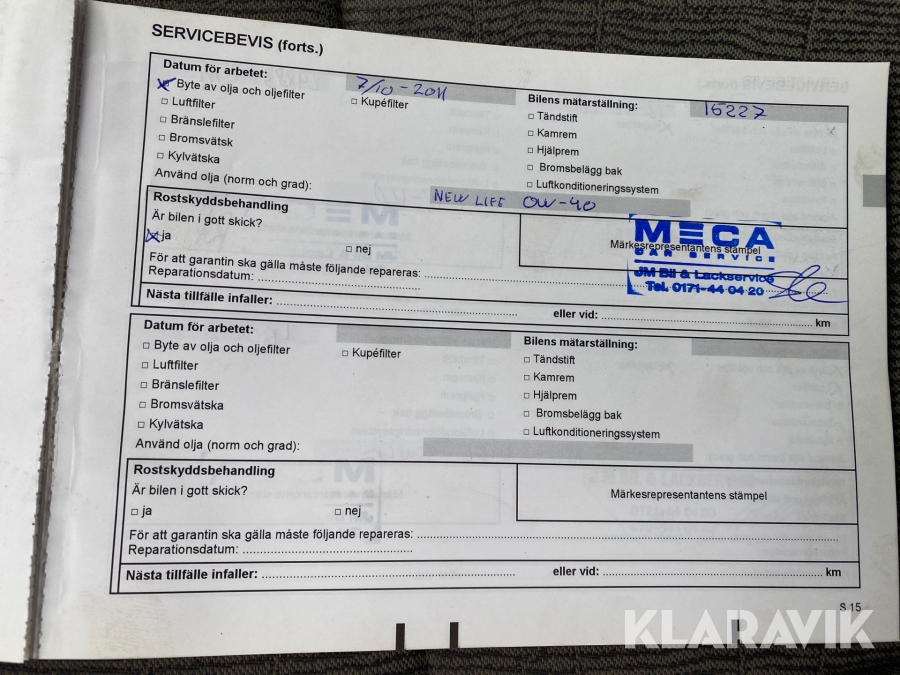 SERVICEBEVIS (forts.)
Datum för arbetet: 7/10-2011
Byte av olja och oljefilter
Kupéfilter
Luftfilter
Bränslefilter
Bromsvätsk
Kylvätska
Bilens mätarställning: 15227
Tändstift
Kamrem
Hjälprem
Bromsbelägg bak
Luftkonditioneringssystem
Använd olja (norm och grad): NEW LIFE 0W-40
Rostskyddsbehandling
Är bilen i gott skick?
ja nej
Märkesrepresentantens stämpel
MECA
CAR SERVICE
JM Bil & Lackservice
Tel. 0171-44 04 20
För att garantin ska gälla måste följande repareras:
Reparationsdatum:
Nästa tillfälle infaller: eller vid: km
Datum för arbetet:
Byte av olja och oljefilter
Kupéfilter
Luftfilter
Bränslefilter
Bromsvätska
Kylvätska
Bilens mätarställning:
Tändstift
Kamrem
Hjälprem
Bromsbelägg bak
Luftkonditioneringssystem
Använd olja (norm och grad):
Rostskyddsbehandling
Är bilen i gott skick?
ja nej
Märkesrepresentantens stämpel
För att garantin ska gälla måste följande repareras:
Reparationsdatum:
Nästa tillfälle infaller: eller vid: km
S 15
KLARAVIK